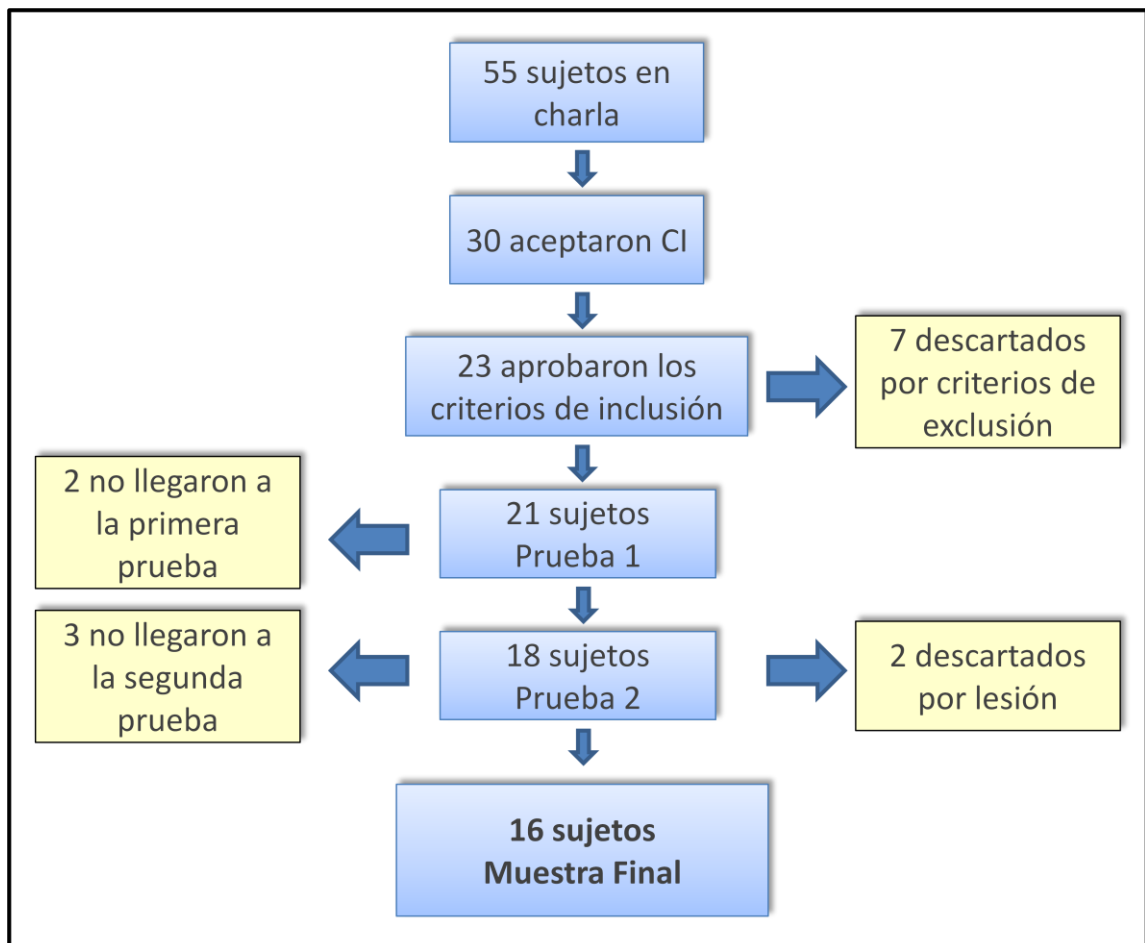 55 sujetos en
charla
30 aceptaron CI
23 aprobaron los
criterios de inclusión
7 descartados
por criterios de
exclusión
2 no llegaron a
la primera
prueba
21 sujetos
Prueba 1
3 no llegaron a
la segunda
prueba
18 sujetos
Prueba 2
2 descartados
por lesión
16 sujetos
Muestra Final